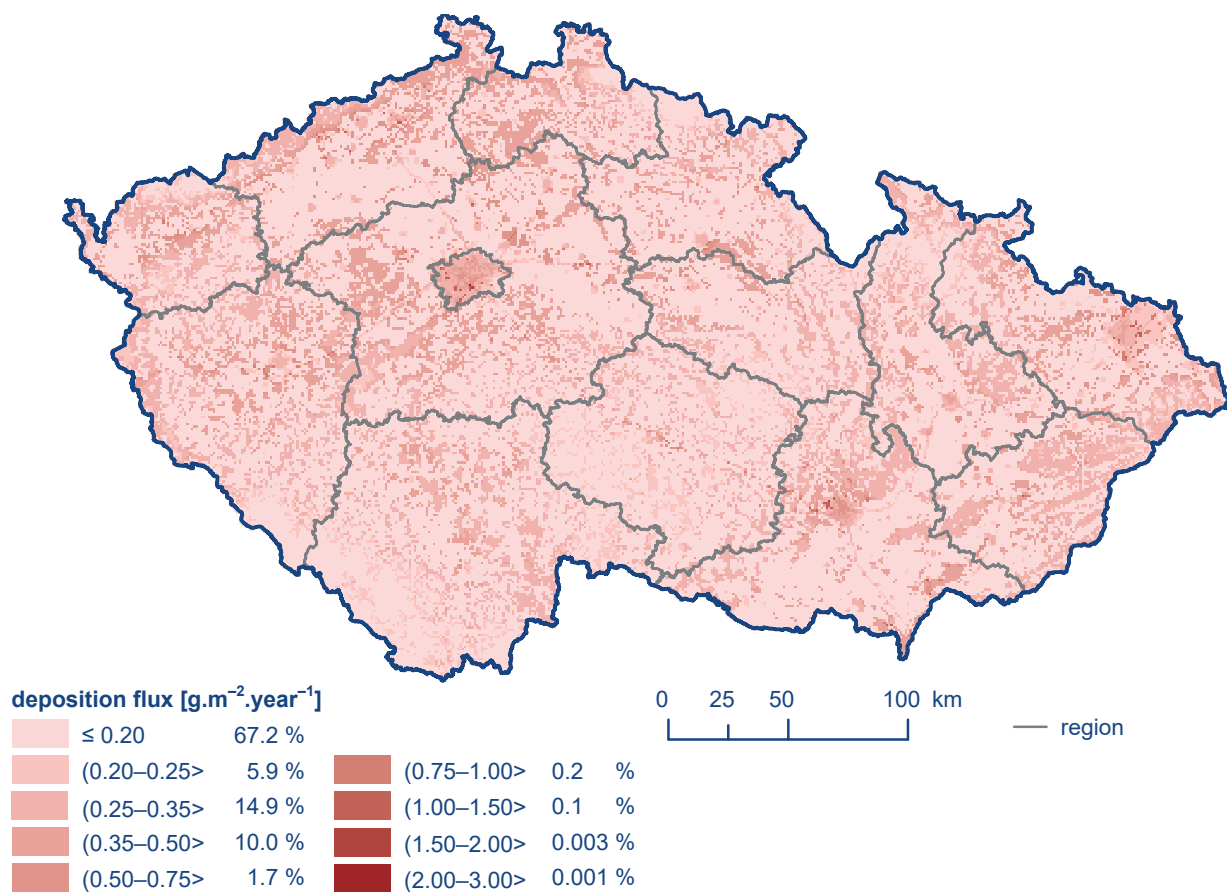 deposition flux [g.m⁻².year⁻¹]
≤ 0.20 67.2 %
(0.20–0.25> 5.9 %
(0.25–0.35> 14.9 %
(0.35–0.50> 10.0 %
(0.50–0.75> 1.7 %
(0.75–1.00> 0.2 %
(1.00–1.50> 0.1 %
(1.50–2.00> 0.003 %
(2.00–3.00> 0.001 %
0 25 50 100 km
region